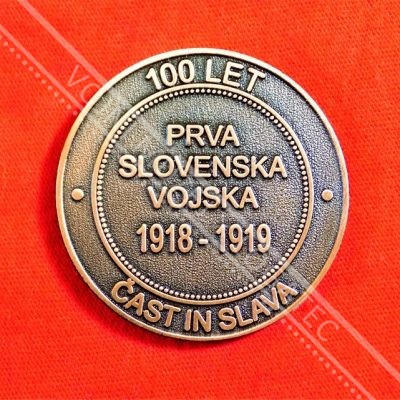 100 LET
PRVA
SLOVENSKA
VOJSKA
1918 - 1919
ČAST IN SLAVA